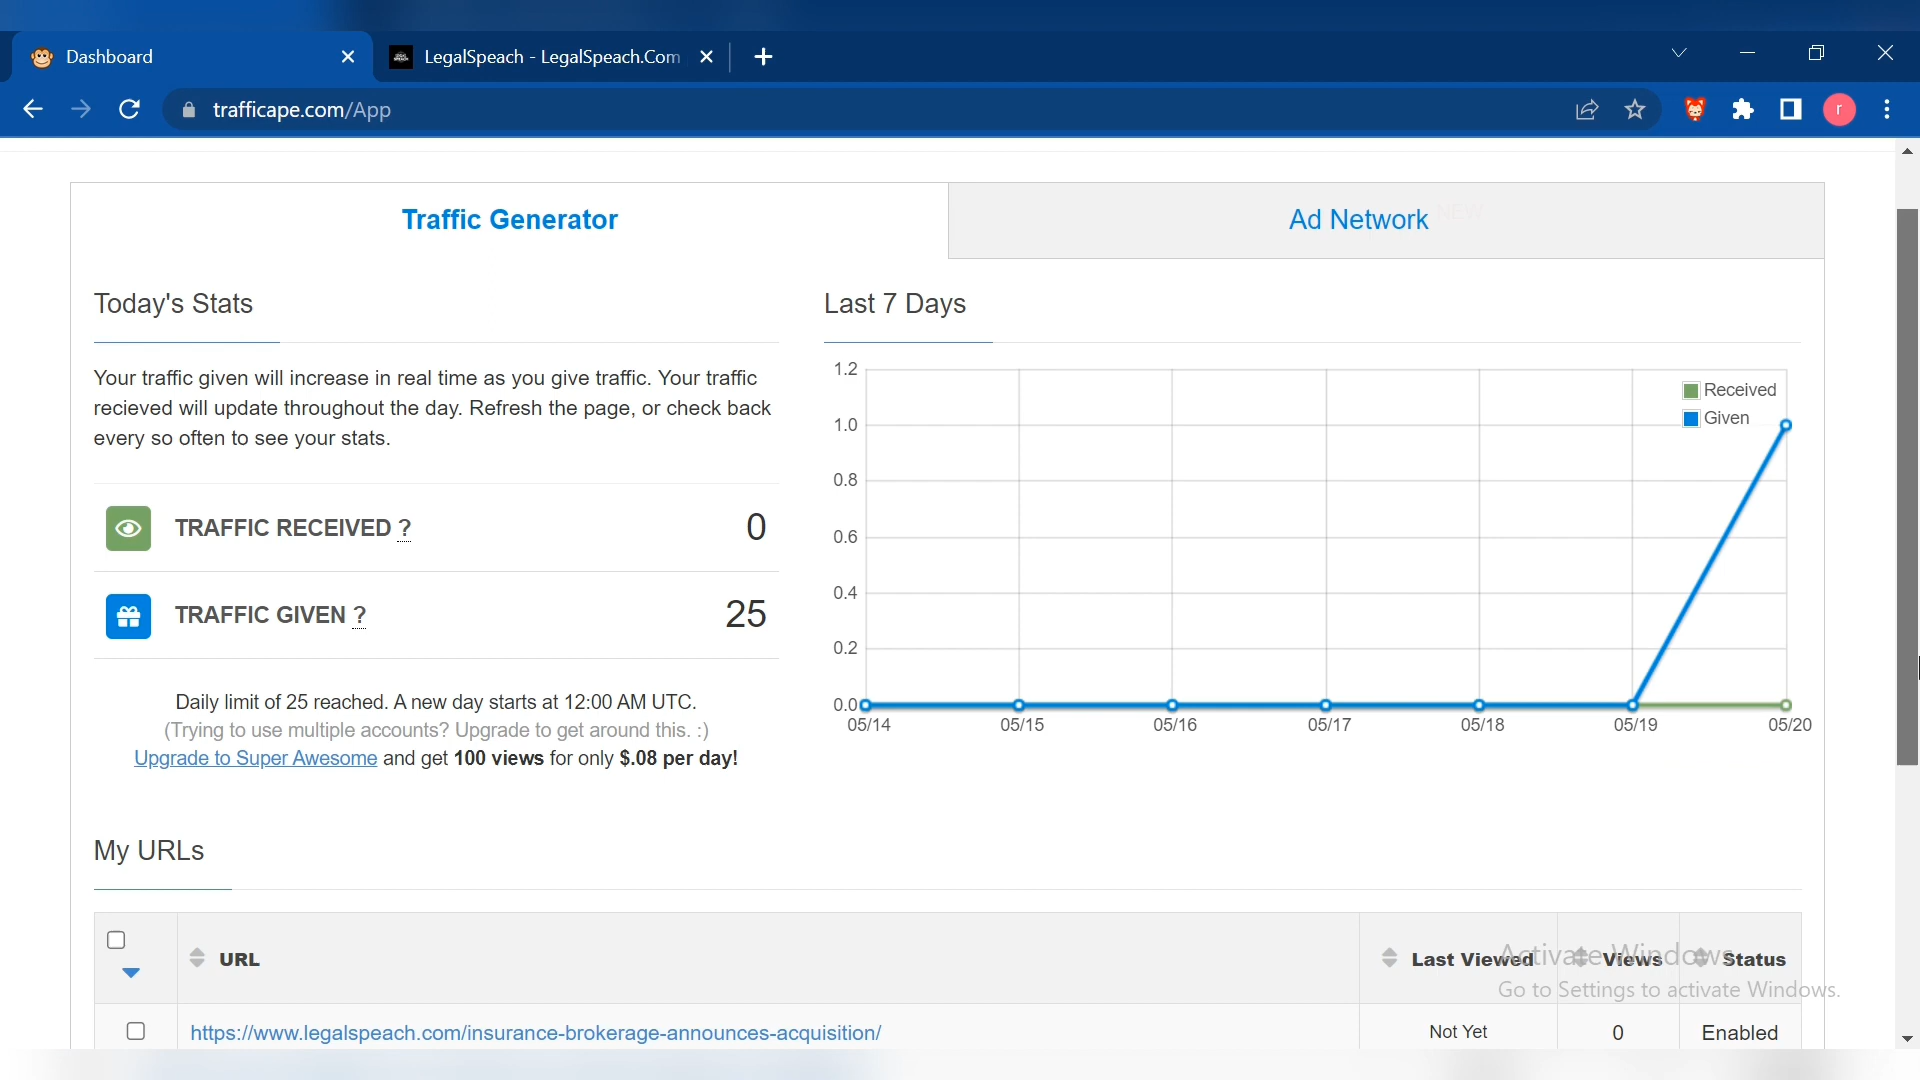 Dashboard
LegalSpeach - LegalSpeach.Com
trafficape.com/App
r
Traffic Generator
Ad Network NEW
Today's Stats
Your traffic given will increase in real time as you give traffic. Your traffic
recieved will update throughout the day. Refresh the page, or check back
every so often to see your stats.
TRAFFIC RECEIVED ? 0
TRAFFIC GIVEN ? 25
Daily limit of 25 reached. A new day starts at 12:00 AM UTC.
(Trying to use multiple accounts? Upgrade to get around this. :)
Upgrade to Super Awesome and get 100 views for only $.08 per day!
Last 7 Days
1.2
1.0
0.8
0.6
0.4
0.2
0.0
Received
Given
05/14 05/15 05/16 05/17 05/18 05/19 05/20
My URLs
URL Last Viewed Views Status
https://www.legalspeach.com/insurance-brokerage-announces-acquisition/ Not Yet 0 Enabled
Activate Windows
Go to Settings to activate Windows.